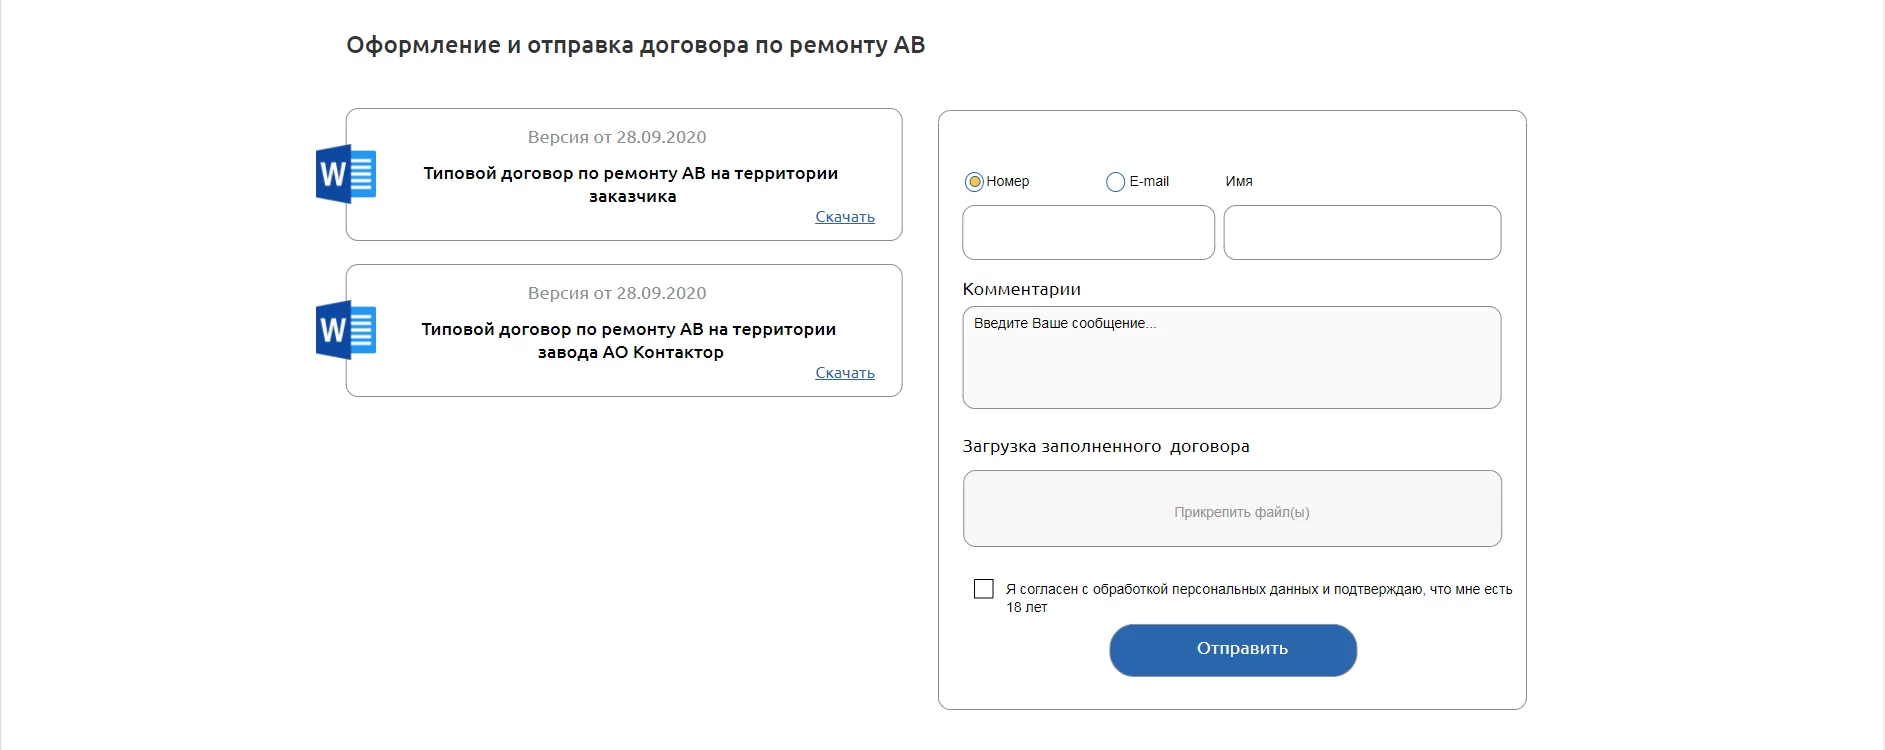 Оформление и отправка договора по ремонту АВ
Версия от 28.09.2020
W
Типовой договор по ремонту АВ на территории
заказчика
Скачать
Версия от 28.09.2020
W
Типовой договор по ремонту АВ на территории
завода АО Контактор
Скачать
Номер E-mail Имя
Комментарии
Введите Ваше сообщение...
Загрузка заполненного договора
Прикрепить файл(ы)
Я согласен с обработкой персональных данных и подтверждаю, что мне есть
18 лет
Отправить